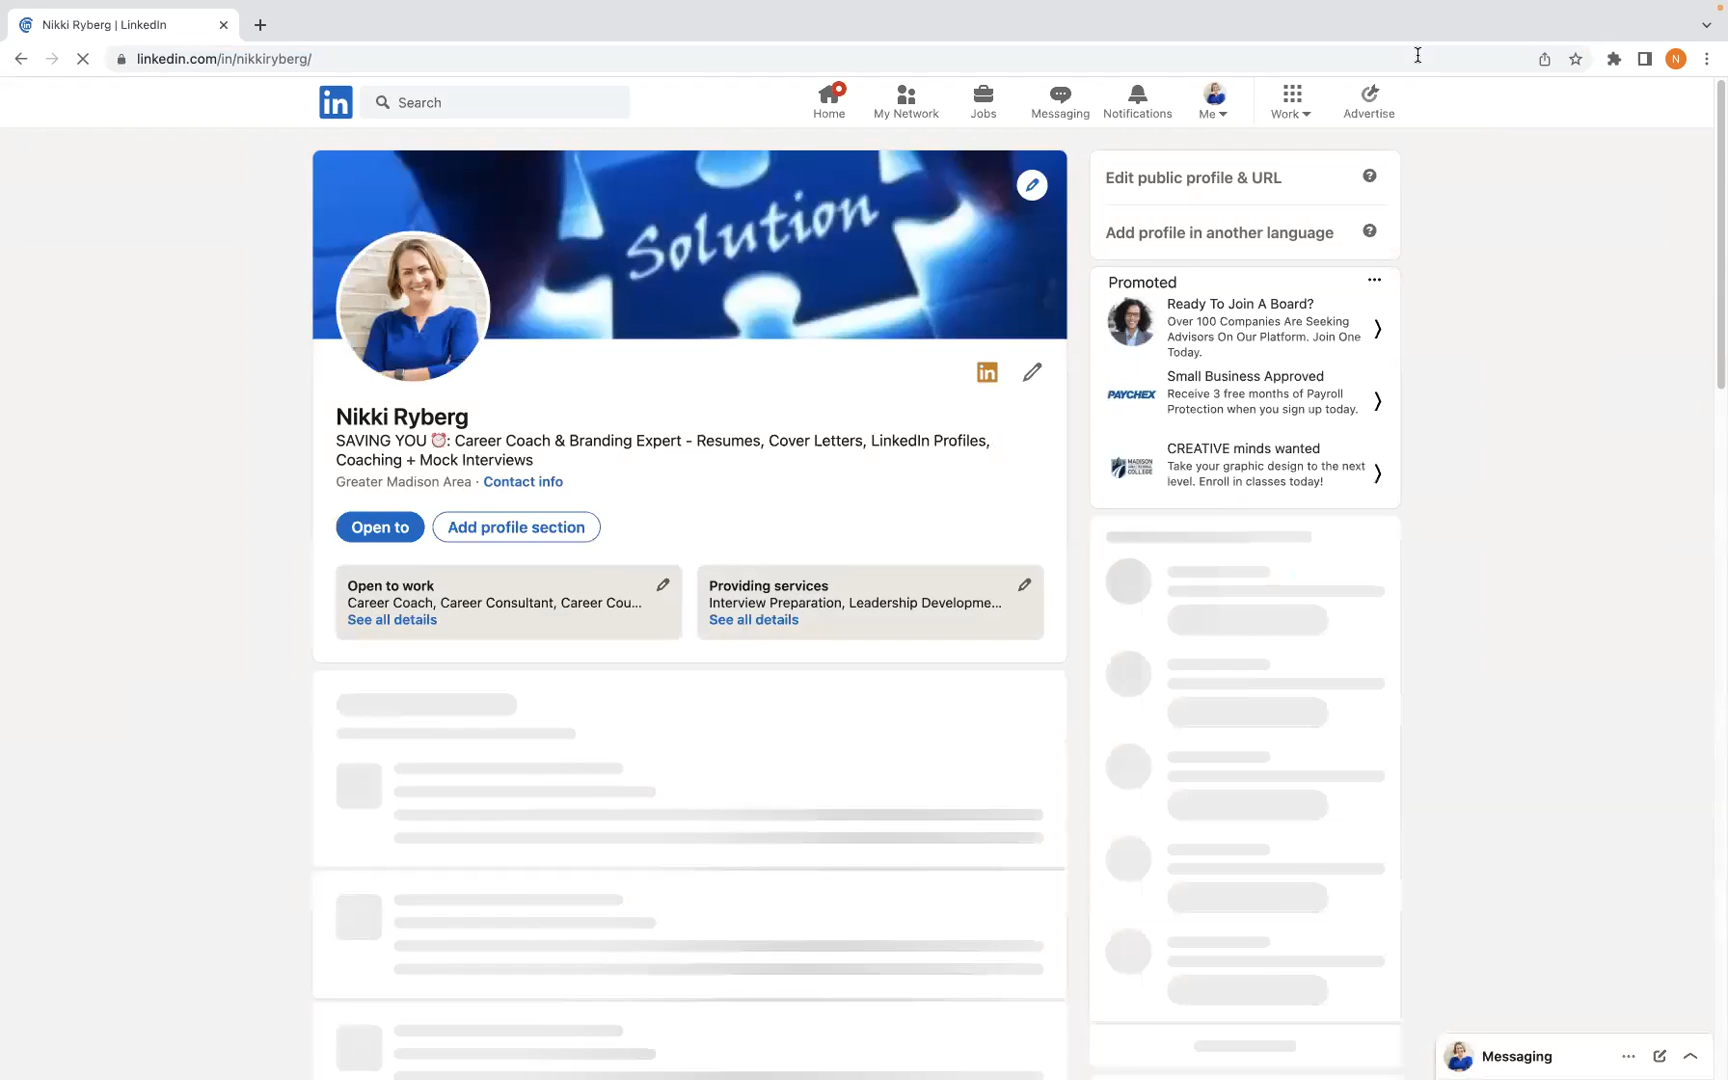 Nikki Ryberg | LinkedIn
linkedin.com/in/nikkiryberg/
N
in
Search
Home
My Network
Jobs
Messaging
Notifications
Me
Work
Advertise
Solution
in
Nikki Ryberg
SAVING YOU ⏰: Career Coach & Branding Expert - Resumes, Cover Letters, LinkedIn Profiles,
Coaching + Mock Interviews
Greater Madison Area · Contact info
Open to
Add profile section
Open to work
Career Coach, Career Consultant, Career Cou...
See all details
Providing services
Interview Preparation, Leadership Developme...
See all details
Edit public profile & URL
Add profile in another language
Promoted
Ready To Join A Board?
Over 100 Companies Are Seeking
Advisors On Our Platform. Join One
Today.
PAYCHEX
Small Business Approved
Receive 3 free months of Payroll
Protection when you sign up today.
MADISON
COLLEGE
CREATIVE minds wanted
Take your graphic design to the next
level. Enroll in classes today!
Messaging